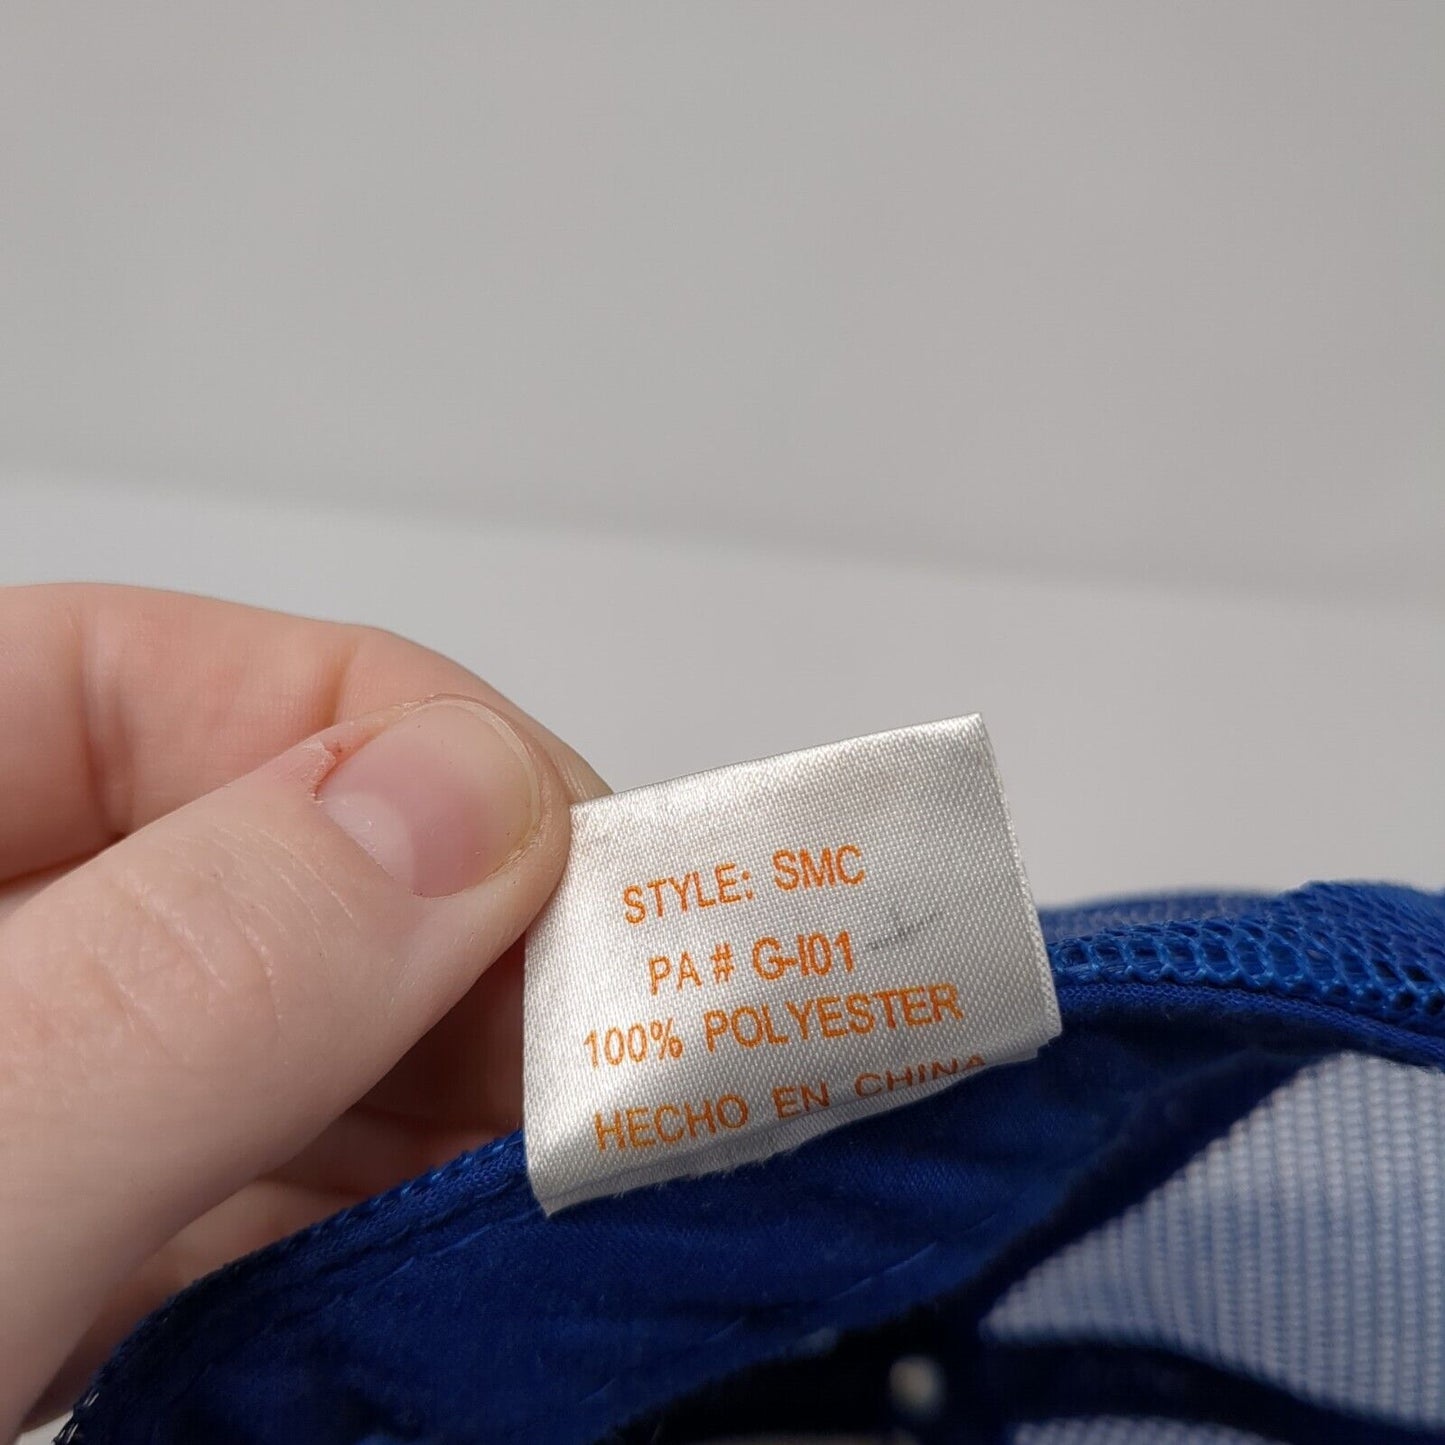 STYLE: SMC
PA# G-I01
100% POLYESTER
HECHO EN CHINA